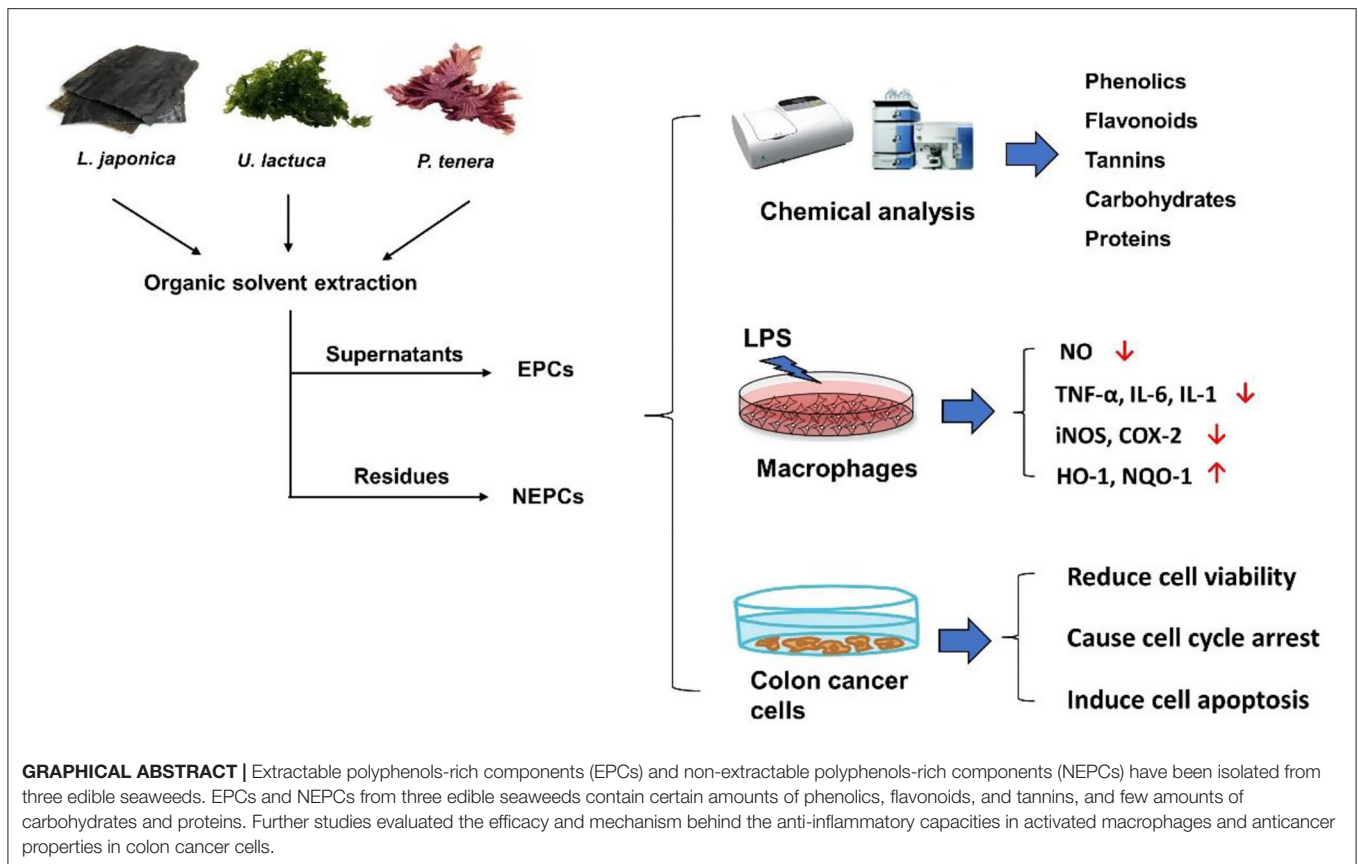 L. japonica
U. lactuca
P. tenera
Organic solvent extraction
Supernatants
EPCs
Residues
NEPCs
Chemical analysis
Phenolics
Flavonoids
Tannins
Carbohydrates
Proteins
LPS
Macrophages
NO ↓
TNF-α, IL-6, IL-1 ↓
iNOS, COX-2 ↓
HO-1, NQO-1 ↑
Colon cancer
cells
Reduce cell viability
Cause cell cycle arrest
Induce cell apoptosis
GRAPHICAL ABSTRACT | Extractable polyphenols-rich components (EPCs) and non-extractable polyphenols-rich components (NEPCs) have been isolated from
three edible seaweeds. EPCs and NEPCs from three edible seaweeds contain certain amounts of phenolics, flavonoids, and tannins, and few amounts of
carbohydrates and proteins. Further studies evaluated the efficacy and mechanism behind the anti-inflammatory capacities in activated macrophages and anticancer
properties in colon cancer cells.